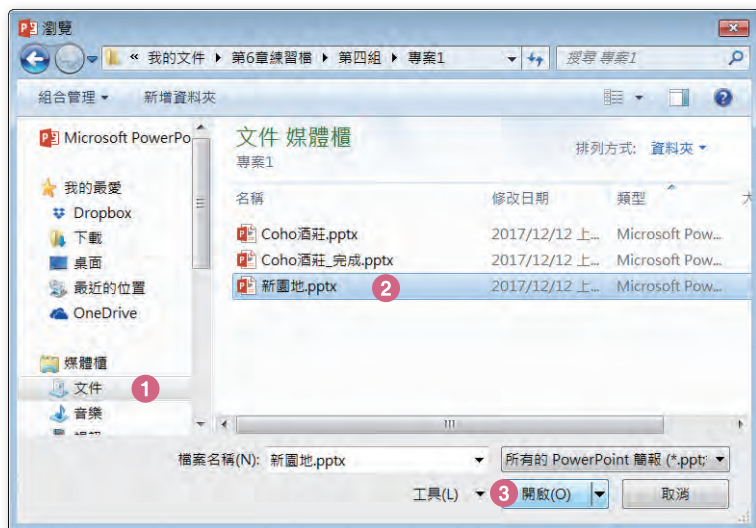 瀏覽
« 我的文件 ▸ 第6章練習檔 ▸ 第四組 ▸ 專案1
搜尋 專案1
組合管理 新增資料夾
Microsoft PowerPo
我的最愛
Dropbox
下載
桌面
最近的位置
OneDrive
媒體櫃
文件 1
音樂
文件 媒體櫃
專案1
排列方式: 資料夾
名稱 修改日期 類型
Coho酒莊.pptx 2017/12/12 上... Microsoft Pow...
Coho酒莊_完成.pptx 2017/12/12 上... Microsoft Pow...
新園地.pptx 2 2017/12/12 上... Microsoft Pow...
檔案名稱(N): 新園地.pptx 所有的 PowerPoint 簡報 (*.ppt;
工具(L) 3 開啟(O) 取消